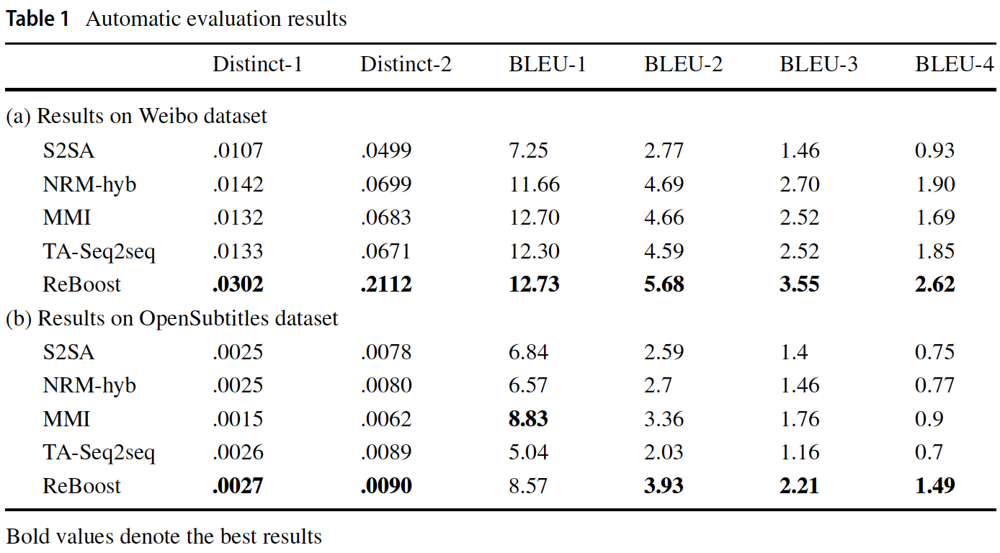 Table 1 Automatic evaluation results
Distinct-1 Distinct-2 BLEU-1 BLEU-2 BLEU-3 BLEU-4
(a) Results on Weibo dataset
S2SA .0107 .0499 7.25 2.77 1.46 0.93
NRM-hyb .0142 .0699 11.66 4.69 2.70 1.90
MMI .0132 .0683 12.70 4.66 2.52 1.69
TA-Seq2seq .0133 .0671 12.30 4.59 2.52 1.85
ReBoost .0302 .2112 12.73 5.68 3.55 2.62
(b) Results on OpenSubtitles dataset
S2SA .0025 .0078 6.84 2.59 1.4 0.75
NRM-hyb .0025 .0080 6.57 2.7 1.46 0.77
MMI .0015 .0062 8.83 3.36 1.76 0.9
TA-Seq2seq .0026 .0089 5.04 2.03 1.16 0.7
ReBoost .0027 .0090 8.57 3.93 2.21 1.49
Bold values denote the best results